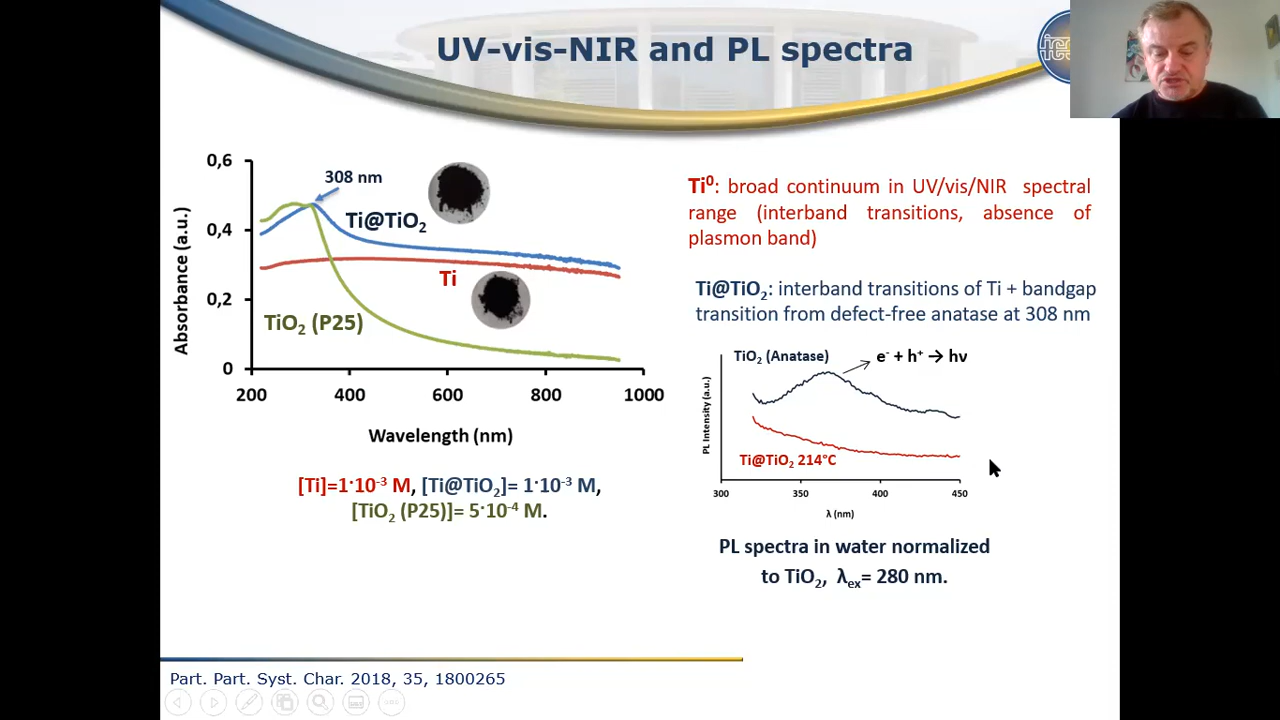 UV-vis-NIR and PL spectra
0,6
0,4
0,2
0
Absorbance (a.u.)
308 nm
Ti@TiO₂
Ti
TiO₂ (P25)
200 400 600 800 1000
Wavelength (nm)
[Ti]=1·10⁻³ M, [Ti@TiO₂]= 1·10⁻³ M,
[TiO₂ (P25)]= 5·10⁻⁴ M.
Ti⁰: broad continuum in UV/vis/NIR spectral
range (interband transitions, absence of
plasmon band)
Ti@TiO₂: interband transitions of Ti + bandgap
transition from defect-free anatase at 308 nm
TiO₂ (Anatase)
e⁻ + h⁺ → hν
PL Intensity (a.u.)
Ti@TiO₂ 214°C
300 350 400 450
λ (nm)
PL spectra in water normalized
to TiO₂, λₑₓ= 280 nm.
Part. Part. Syst. Char. 2018, 35, 1800265